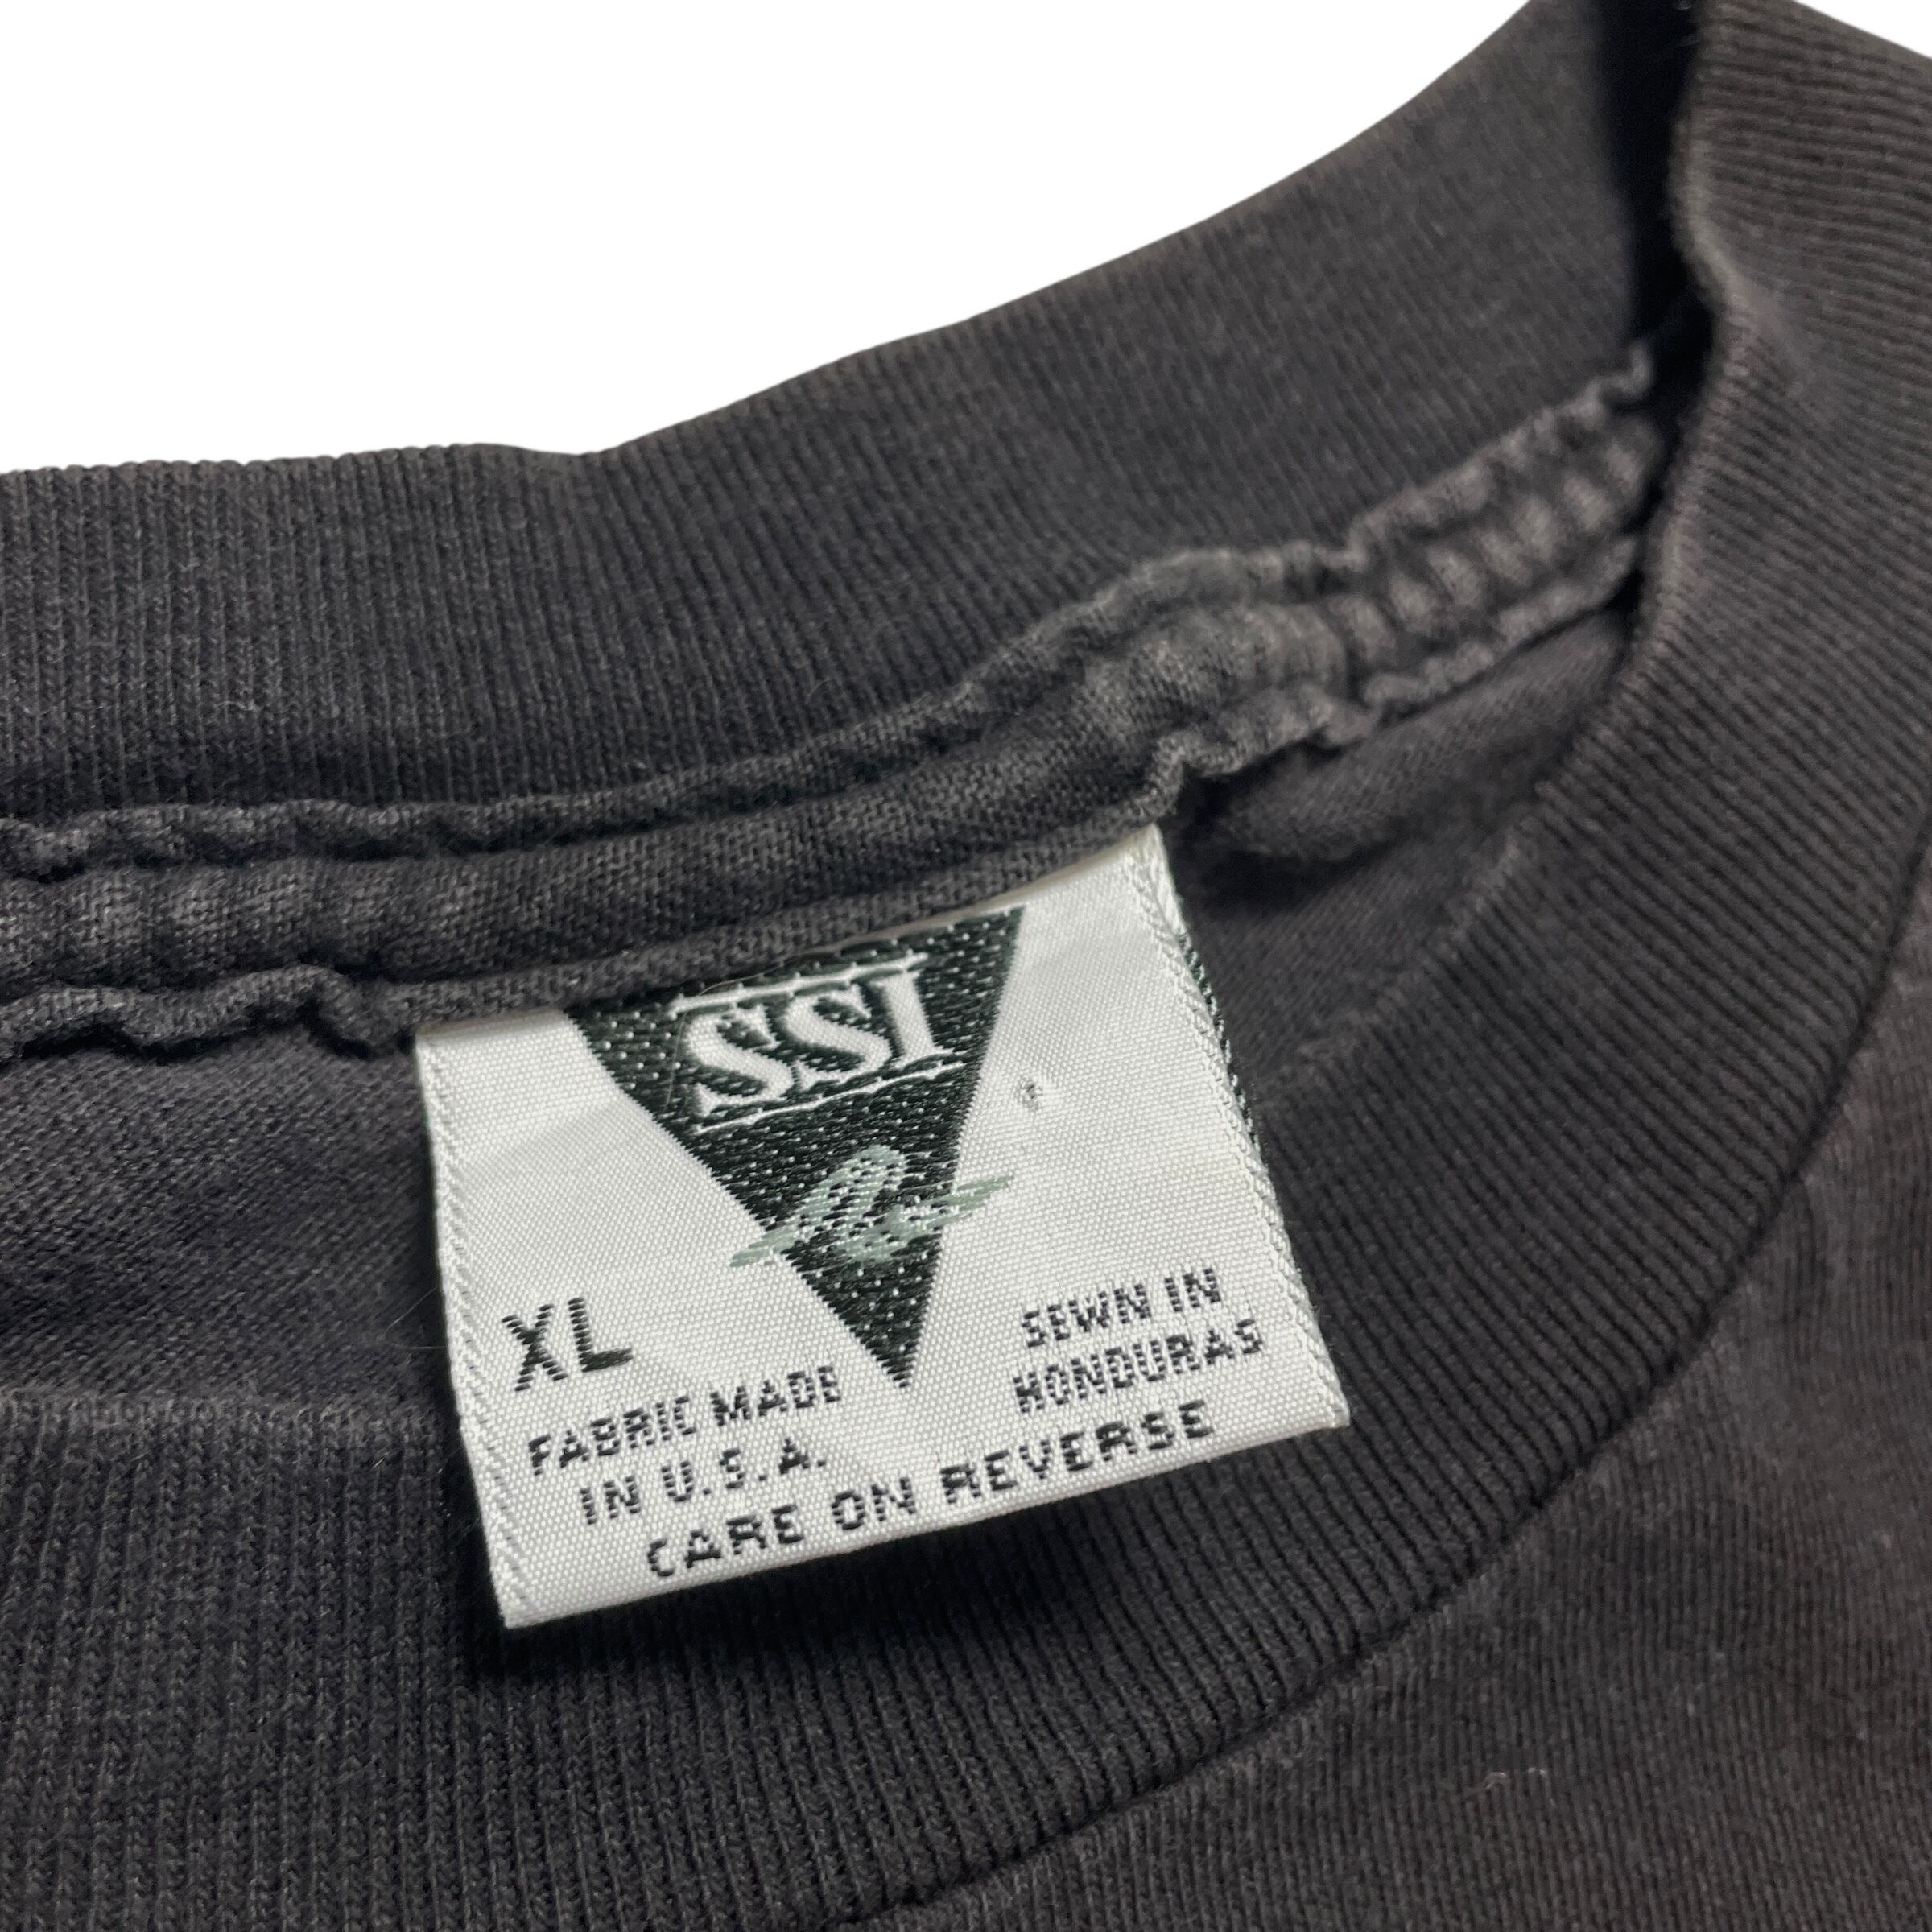 SSI
XL
FABRIC MADE
IN U.S.A.
SEWN IN
HONDURAS
CARE ON REVERSE